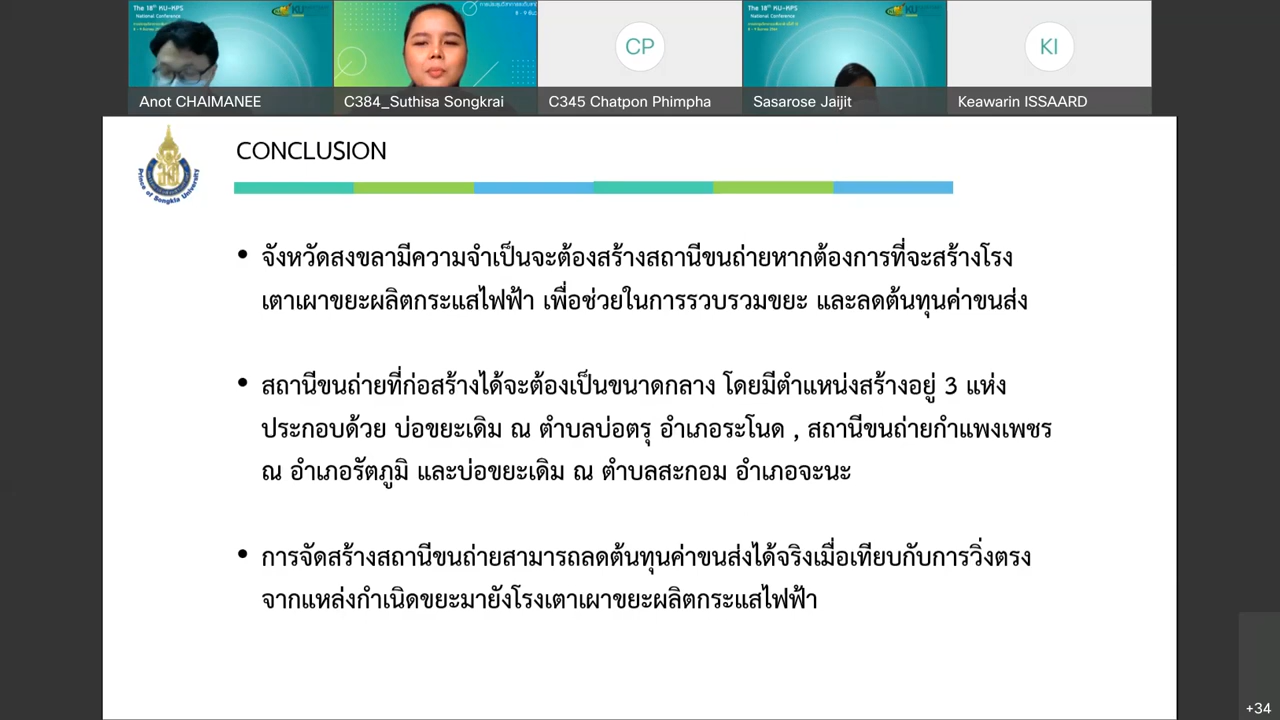 The 18th KU-KPS
National Conference
KU
The 18th KU-KPS
National Conference
KU
Anot CHAIMANEE
C384_Suthisa Songkrai
CP
C345 Chatpon Phimpha
Sasarose Jaijit
KI
Keawarin ISSAARD
Prince of Songkla University
CONCLUSION
• จังหวัดสงขลามีความจำเป็นจะต้องสร้างสถานีขนถ่ายหากต้องการที่จะสร้างโรง
เตาเผาขยะผลิตกระแสไฟฟ้า เพื่อช่วยในการรวบรวมขยะ และลดต้นทุนค่าขนส่ง
• สถานีขนถ่ายที่ก่อสร้างได้จะต้องเป็นขนาดกลาง โดยมีตำแหน่งสร้างอยู่ 3 แห่ง
ประกอบด้วย บ่อขยะเดิม ณ ตำบลบ่อตรุ อำเภอระโนด , สถานีขนถ่ายกำแพงเพชร
ณ อำเภอรัตภูมิ และบ่อขยะเดิม ณ ตำบลสะกอม อำเภอจะนะ
• การจัดสร้างสถานีขนถ่ายสามารถลดต้นทุนค่าขนส่งได้จริงเมื่อเทียบกับการวิ่งตรง
จากแหล่งกำเนิดขยะมายังโรงเตาเผาขยะผลิตกระแสไฟฟ้า
+34